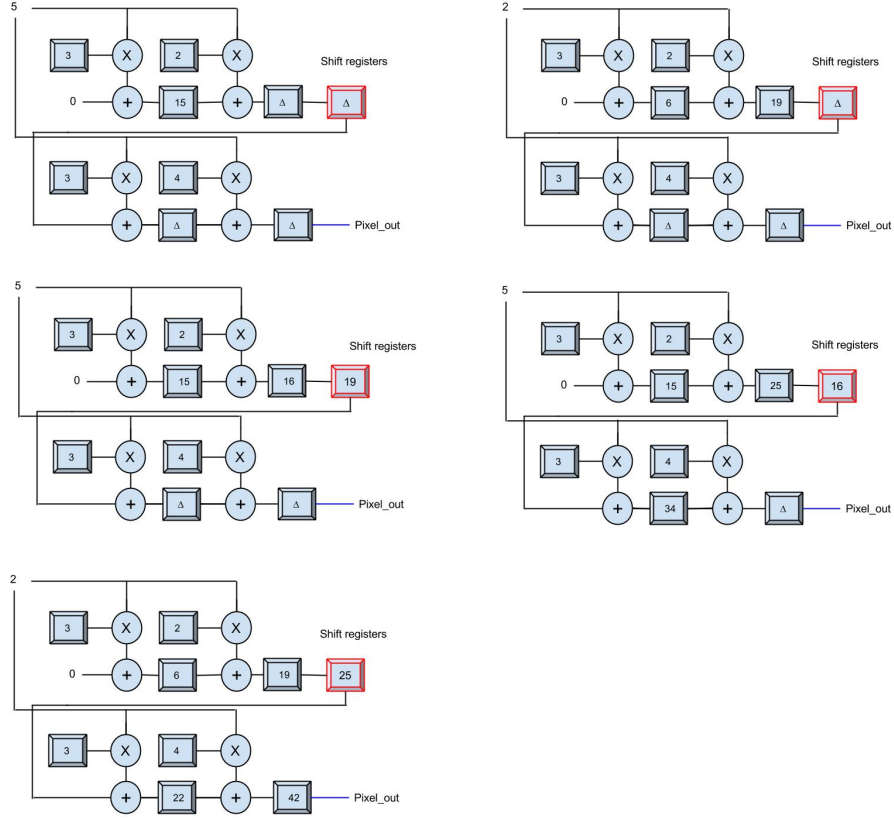 5
3 X 2 X
Shift registers
0 + 15 + Δ Δ
3 X 4 X
+ Δ + Δ Pixel_out
2
3 X 2 X
Shift registers
0 + 6 + 19 Δ
3 X 4 X
+ Δ + Δ Pixel_out
5
3 X 2 X
Shift registers
0 + 15 + 16 19
3 X 4 X
+ Δ + Δ Pixel_out
5
3 X 2 X
Shift registers
0 + 15 + 25 16
3 X 4 X
+ 34 + Δ Pixel_out
2
3 X 2 X
Shift registers
0 + 6 + 19 25
3 X 4 X
+ 22 + 42 Pixel_out